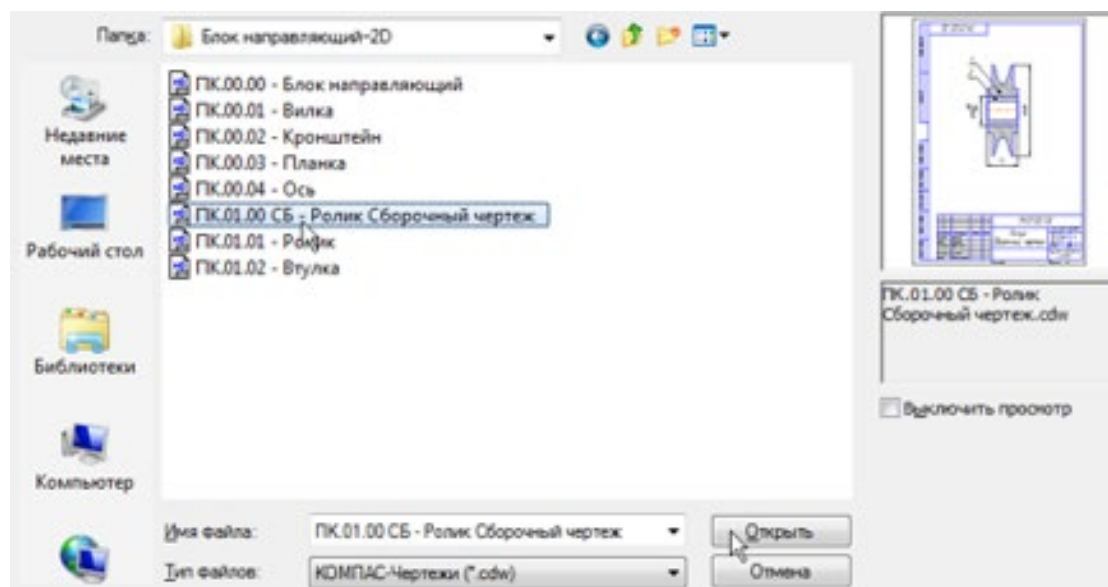 Папка: Блок направляющий-2D
Недавние места
Рабочий стол
Библиотеки
Компьютер
ПК.00.00 - Блок направляющий
ПК.00.01 - Вилка
ПК.00.02 - Кронштейн
ПК.00.03 - Планка
ПК.00.04 - Ось
ПК.01.00 СБ - Ролик Сборочный чертеж
ПК.01.01 - Ролик
ПК.01.02 - Втулка
Имя файла: ПК.01.00 СБ - Ролик Сборочный чертеж
Тип файлов: КОМПАС-Чертежи (*.cdw)
Открыть
Отмена
ПК.01.00 СБ - Ролик
Сборочный чертеж.cdw
Выключить просмотр